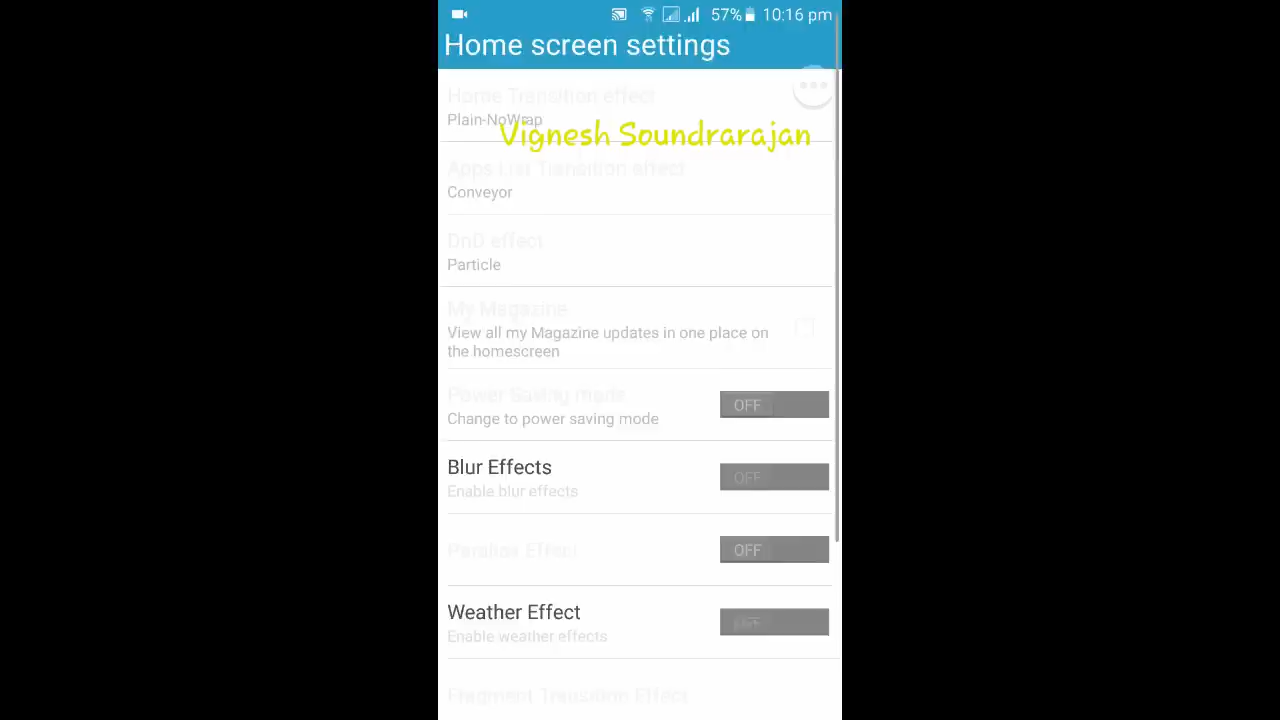 57% 10:16 pm
Home screen settings
Home Transition effect
Plain-NoWrap
Vignesh Soundrarajan
Apps List Transition effect
Conveyor
DnD effect
Particle
My Magazine
View all my Magazine updates in one place on
the homescreen
Power Saving mode
OFF
Change to power saving mode
Blur Effects
OFF
Enable blur effects
Parallax Effect
OFF
Weather Effect
Enable weather effects
Fragment Transition Effect